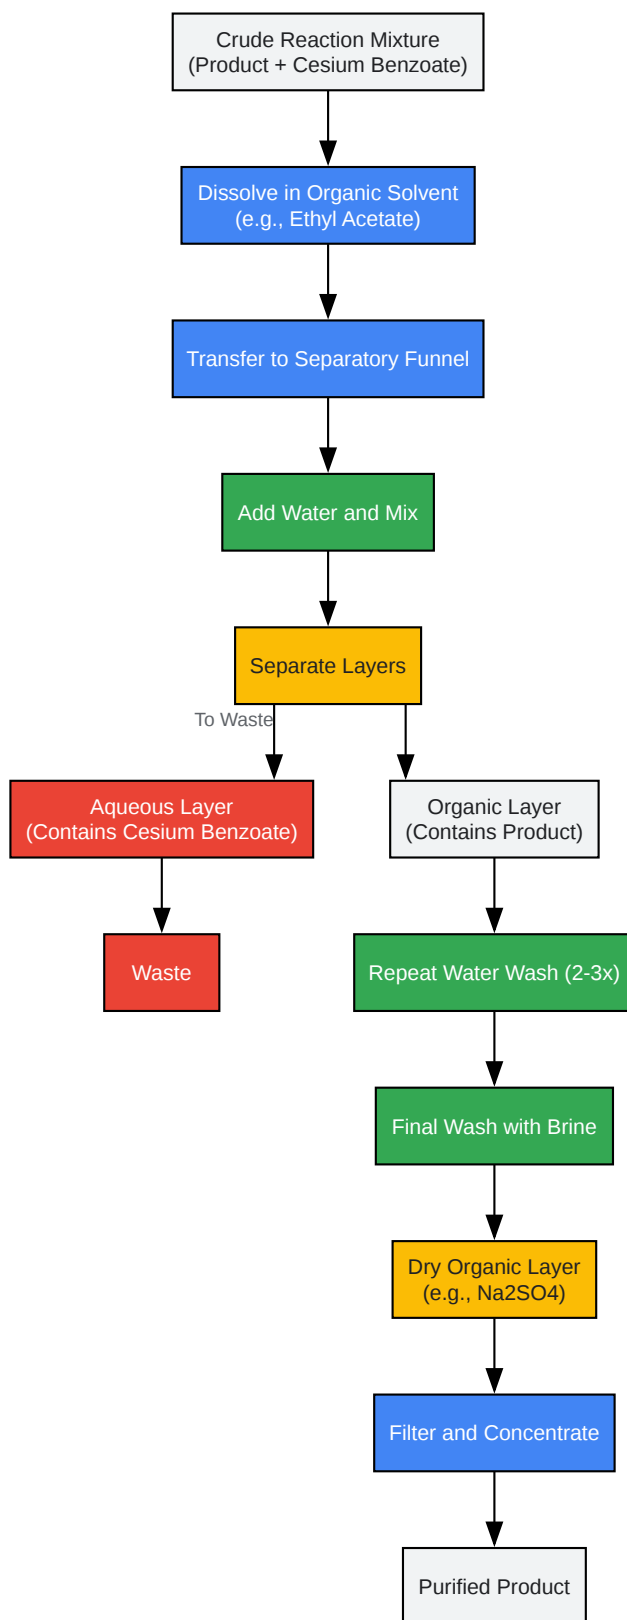 Crude Reaction Mixture
(Product + Cesium Benzoate)
Dissolve in Organic Solvent
(e.g., Ethyl Acetate)
Transfer to Separatory Funnel
Add Water and Mix
Separate Layers
To Waste
Aqueous Layer
(Contains Cesium Benzoate)
Organic Layer
(Contains Product)
Waste
Repeat Water Wash (2-3x)
Final Wash with Brine
Dry Organic Layer
(e.g., Na2SO4)
Filter and Concentrate
Purified Product